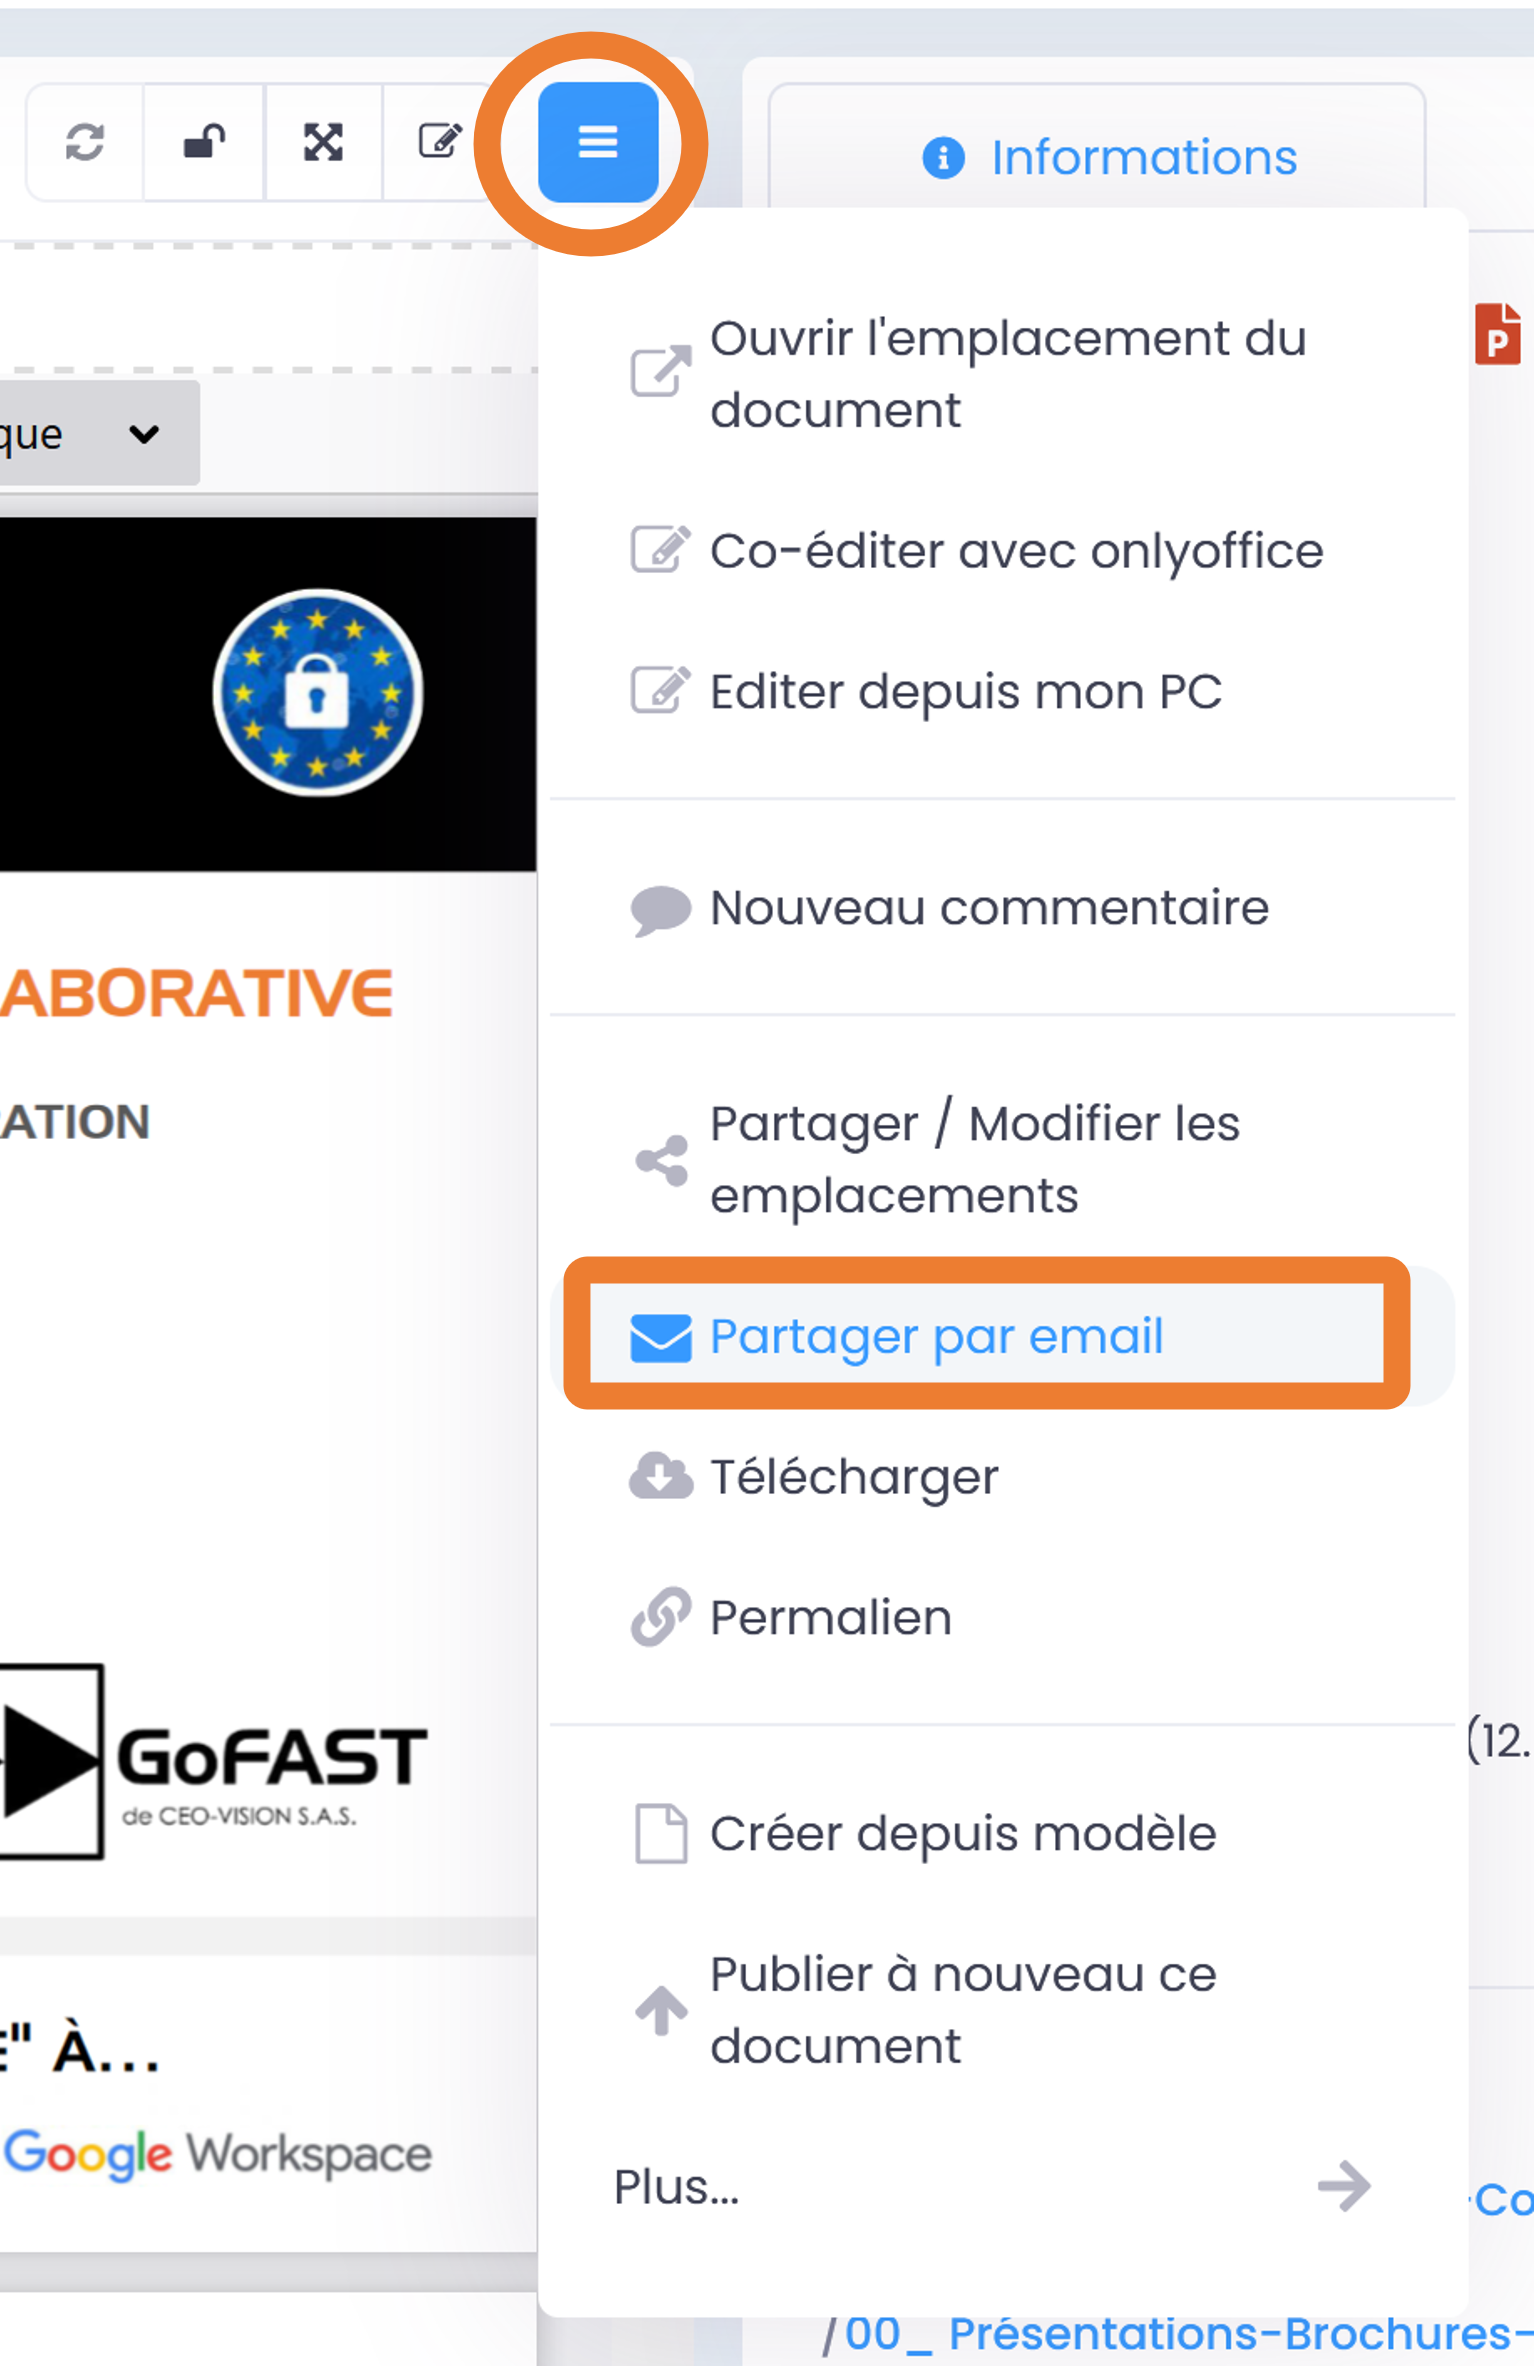 Informations
Ouvrir l'emplacement du
document
que
Co-éditer avec onlyoffice
Editer depuis mon PC
Nouveau commentaire
ABORATIVE
ATION
Partager / Modifier les
emplacements
Partager par email
Télécharger
Permalien
GoFAST
de CEO-VISION S.A.S.
(12.
Créer depuis modèle
Publier à nouveau ce
document
" À...
Google Workspace
Plus...
-Co
/00_ Présentations-Brochures-